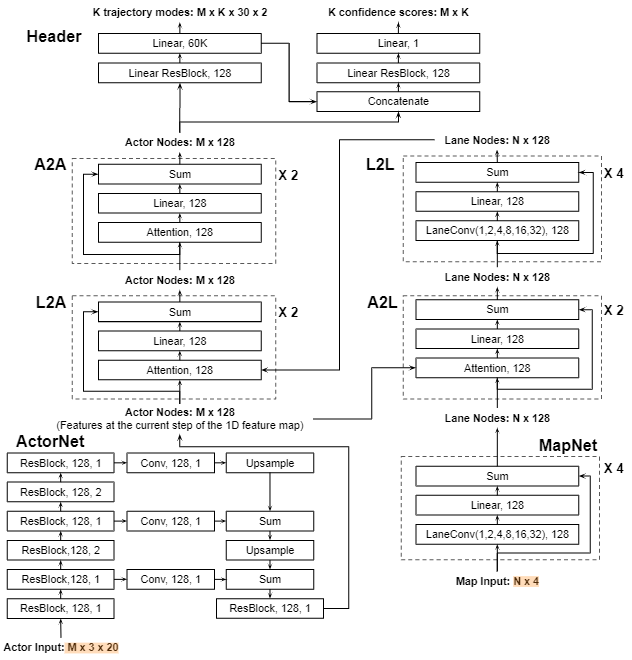 K trajectory modes: M x K x 30 x 2
K confidence scores: M x K
Header
Linear, 60K
Linear, 1
Linear ResBlock, 128
Linear ResBlock, 128
Concatenate
Actor Nodes: M x 128
Lane Nodes: N x 128
A2A
Sum
X 2
Linear, 128
Attention, 128
L2L
Sum
X 4
Linear, 128
LaneConv(1,2,4,8,16,32), 128
Actor Nodes: M x 128
Lane Nodes: N x 128
L2A
Sum
X 2
Linear, 128
Attention, 128
A2L
Sum
X 2
Linear, 128
Attention, 128
Actor Nodes: M x 128
(Features at the current step of the 1D feature map)
Lane Nodes: N x 128
ActorNet
ResBlock, 128, 1
Conv, 128, 1
Upsample
ResBlock, 128, 2
ResBlock, 128, 1
Conv, 128, 1
Sum
ResBlock,128, 2
Upsample
ResBlock, 128, 1
Conv, 128, 1
Sum
ResBlock, 128, 1
ResBlock, 128, 1
Actor Input: M x 3 x 20
MapNet
Sum
X 4
Linear, 128
LaneConv(1,2,4,8,16,32), 128
Map Input: N x 4